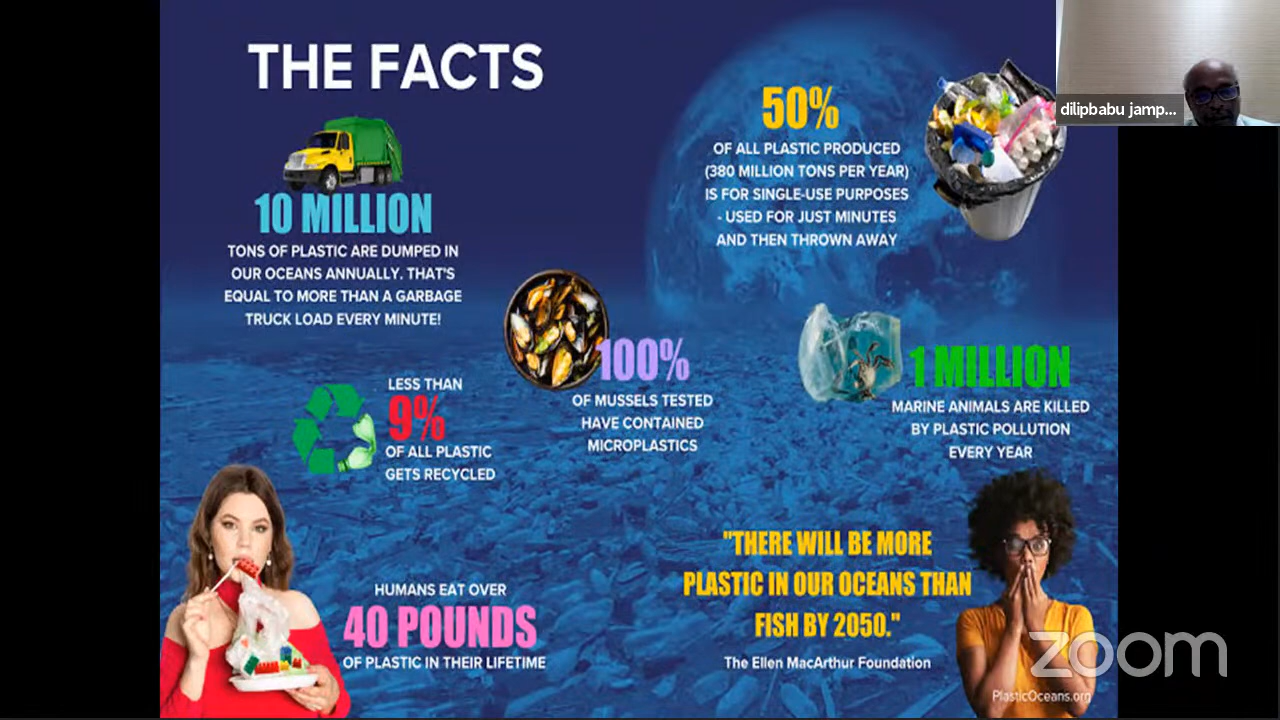 THE FACTS
10 MILLION
TONS OF PLASTIC ARE DUMPED IN
OUR OCEANS ANNUALLY. THAT'S
EQUAL TO MORE THAN A GARBAGE
TRUCK LOAD EVERY MINUTE!
50%
OF ALL PLASTIC PRODUCED
(380 MILLION TONS PER YEAR)
IS FOR SINGLE-USE PURPOSES
- USED FOR JUST MINUTES
AND THEN THROWN AWAY
dilipbabu jamp...
LESS THAN
9%
OF ALL PLASTIC
GETS RECYCLED
100%
OF MUSSELS TESTED
HAVE CONTAINED
MICROPLASTICS
1 MILLION
MARINE ANIMALS ARE KILLED
BY PLASTIC POLLUTION
EVERY YEAR
HUMANS EAT OVER
40 POUNDS
OF PLASTIC IN THEIR LIFETIME
"THERE WILL BE MORE
PLASTIC IN OUR OCEANS THAN
FISH BY 2050."
The Ellen MacArthur Foundation
zoom
PlasticOceans.org